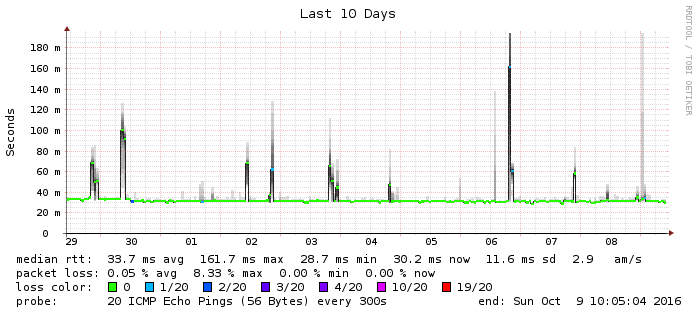 Last 10 Days
RRDTOOL / TOBI OETIKER
Seconds
180 m
160 m
140 m
120 m
100 m
80 m
60 m
40 m
20 m
0
29 30 01 02 03 04 05 06 07 08
median rtt: 33.7 ms avg 161.7 ms max 28.7 ms min 30.2 ms now 11.6 ms sd 2.9 am/s
packet loss: 0.05 % avg 8.33 % max 0.00 % min 0.00 % now
loss color: 0 1/20 2/20 3/20 4/20 10/20 19/20
probe: 20 ICMP Echo Pings (56 Bytes) every 300s end: Sun Oct 9 10:05:04 2016